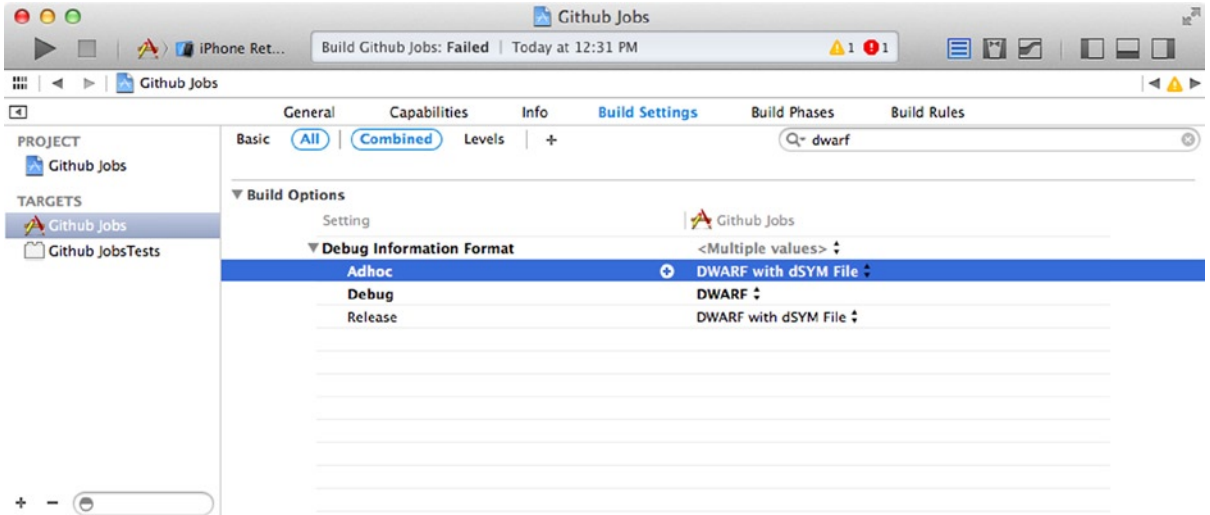 Github Jobs
iPhone Ret...
Build Github Jobs: Failed | Today at 12:31 PM
1
1
Github Jobs
General Capabilities Info Build Settings Build Phases Build Rules
PROJECT
Github Jobs
TARGETS
Github Jobs
Github JobsTests
Basic All Combined Levels
dwarf
Build Options
Setting Github Jobs
Debug Information Format <Multiple values>
Adhoc DWARF with dSYM File
Debug DWARF
Release DWARF with dSYM File